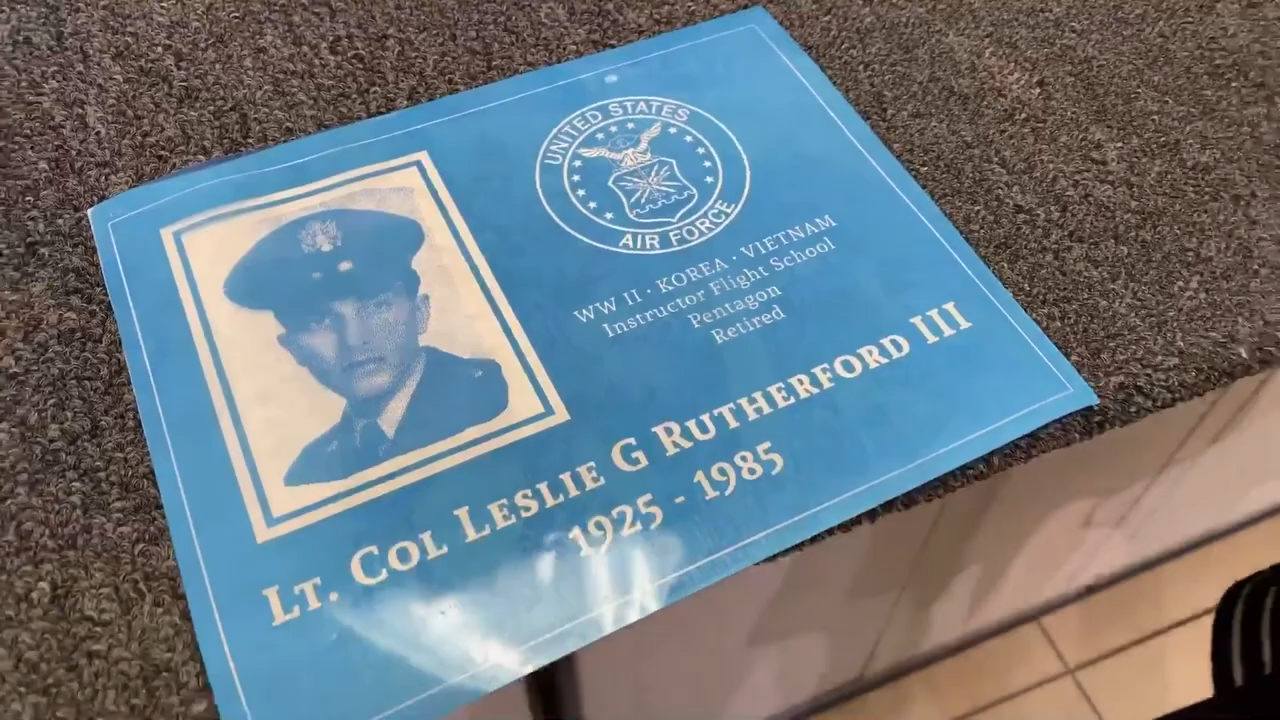 UNITED STATES
AIR FORCE
WW II · KOREA · VIETNAM
Instructor Flight School
Pentagon
Retired
LT. COL LESLIE G RUTHERFORD III
1925 - 1985